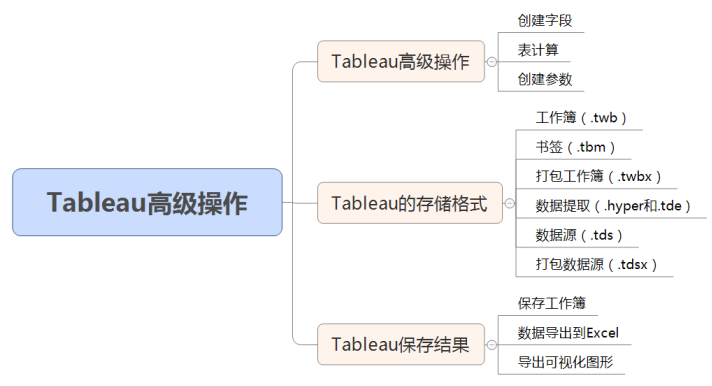 Tableau高级操作
Tableau高级操作
创建字段
表计算
创建参数
Tableau的存储格式
工作簿（.twb）
书签（.tbm）
打包工作簿（.twbx）
数据提取（.hyper和.tde）
数据源（.tds）
打包数据源（.tdsx）
Tableau保存结果
保存工作簿
数据导出到Excel
导出可视化图形